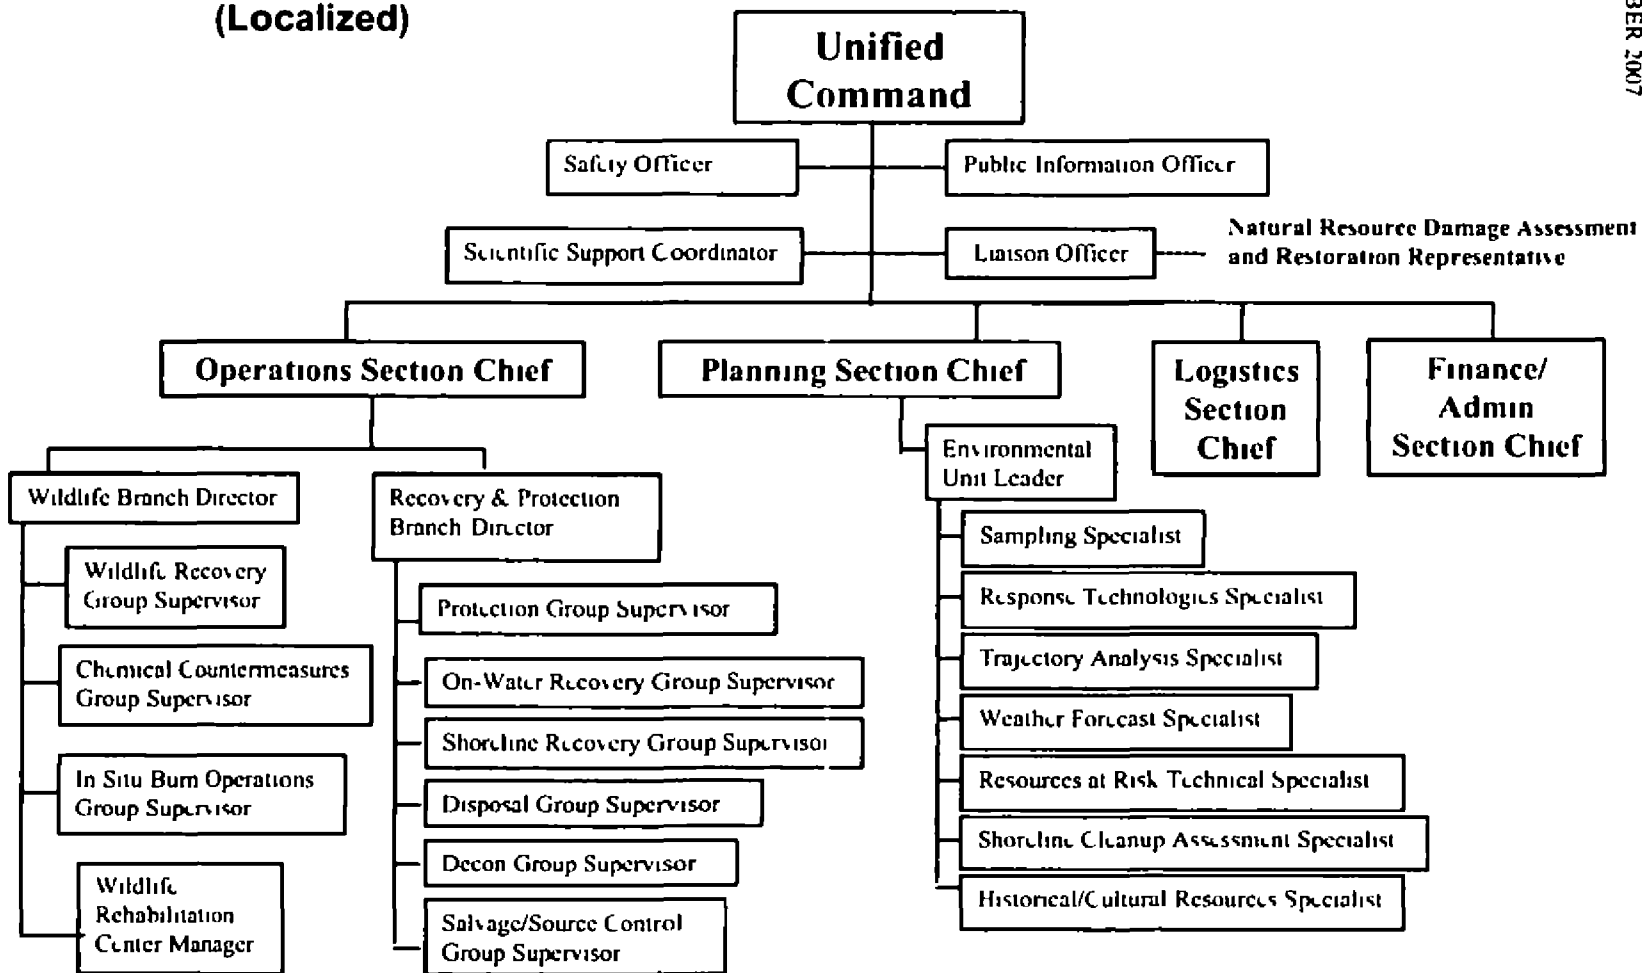 (Localized)
BER 2007
Unified
Command
Safety Officer
Public Information Officer
Scientific Support Coordinator
Liaison Officer
Natural Resource Damage Assessment
and Restoration Representative
Operations Section Chief
Planning Section Chief
Logistics
Section
Chief
Finance/
Admin
Section Chief
Wildlife Branch Director
Recovery & Protection
Branch Director
Environmental
Unit Leader
Wildlife Recovery
Group Supervisor
Chemical Countermeasures
Group Supervisor
In Situ Burn Operations
Group Supervisor
Wildlife
Rehabilitation
Center Manager
Protection Group Supervisor
On-Water Recovery Group Supervisor
Shoreline Recovery Group Supervisor
Disposal Group Supervisor
Decon Group Supervisor
Salvage/Source Control
Group Supervisor
Sampling Specialist
Response Technologies Specialist
Trajectory Analysis Specialist
Weather Forecast Specialist
Resources at Risk Technical Specialist
Shoreline Cleanup Assessment Specialist
Historical/Cultural Resources Specialist